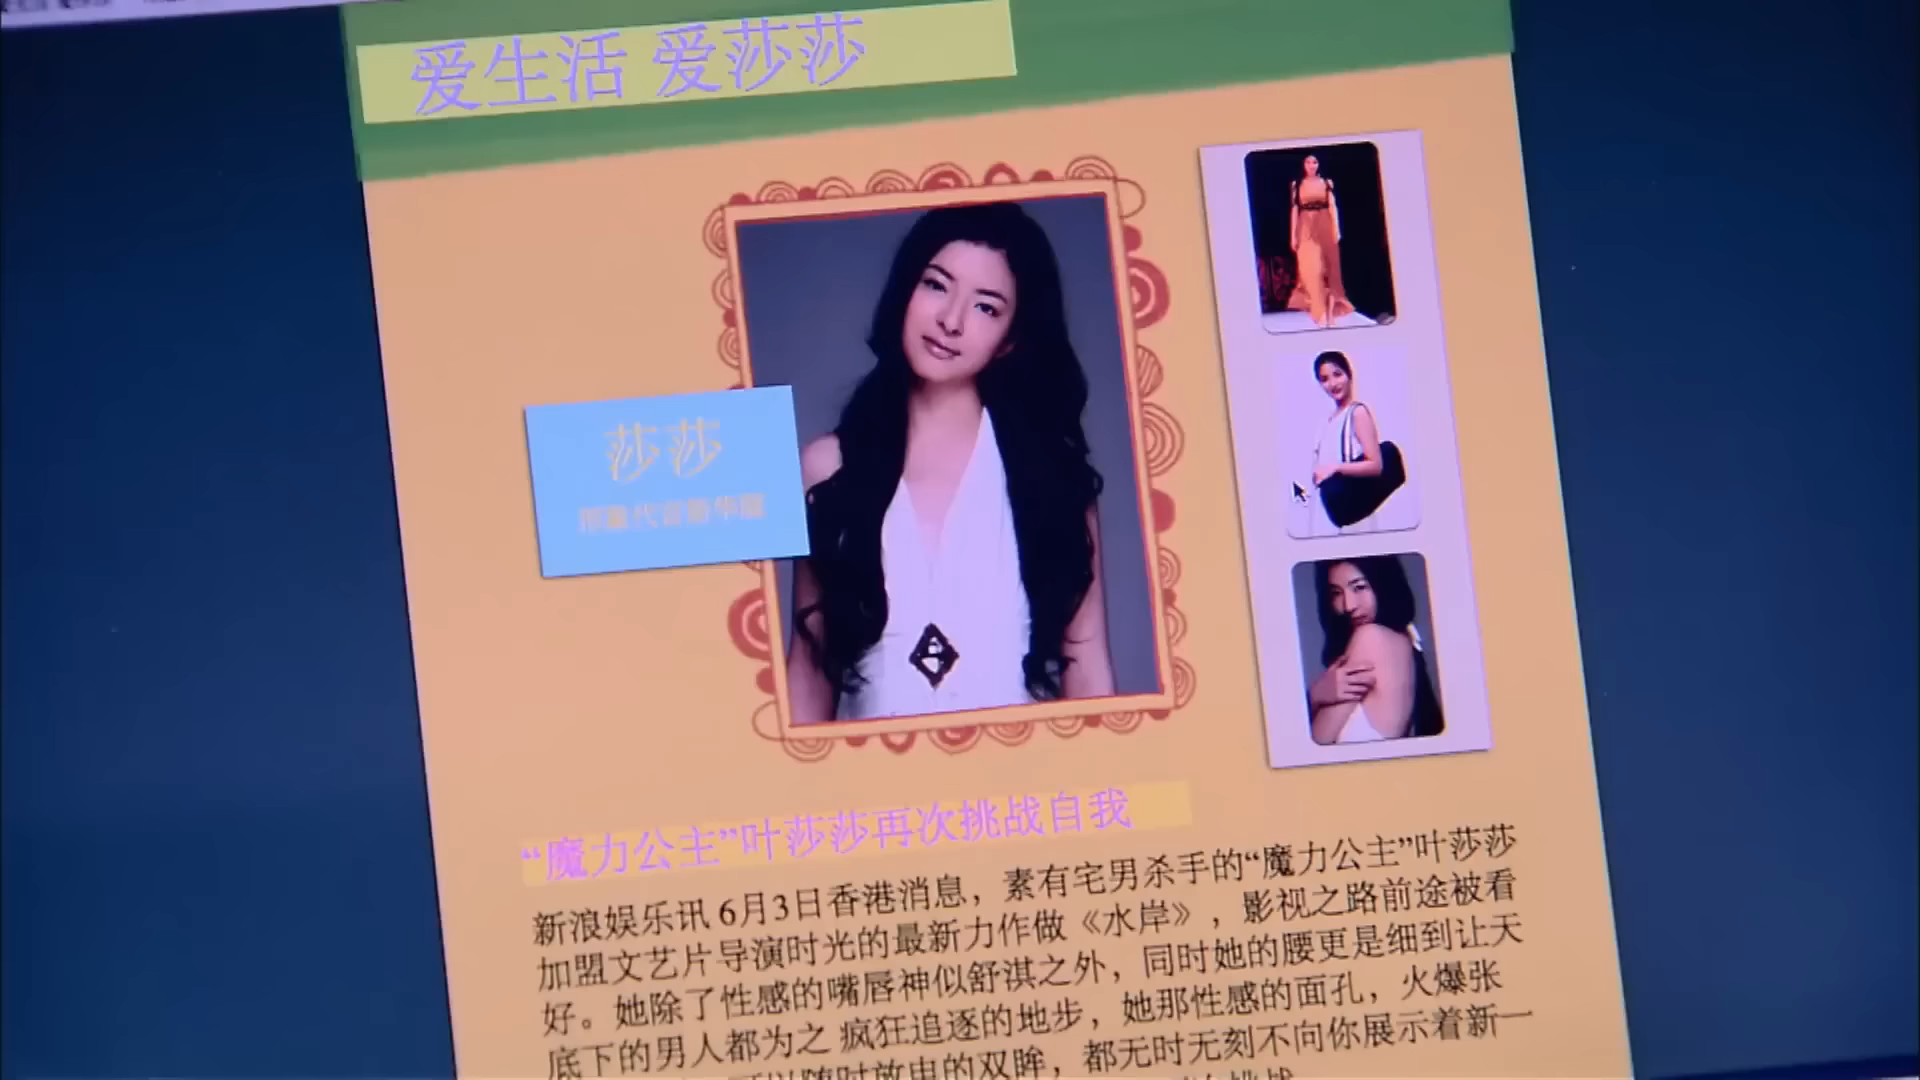 爱生活 爱莎莎
莎莎
“魔力公主”叶莎莎再次挑战自我
新浪娱乐讯 6月3日香港消息，素有宅男杀手的“魔力公主”叶莎莎
加盟文艺片导演时光的最新力作做《水岸》，影视之路前途被看
好。她除了性感的嘴唇神似舒淇之外，同时她的腰更是细到让天
底下的男人都为之 疯狂追逐的地步，她那性感的面孔，火爆张
随时放电的双眸，都无时无刻不向你展示着新一